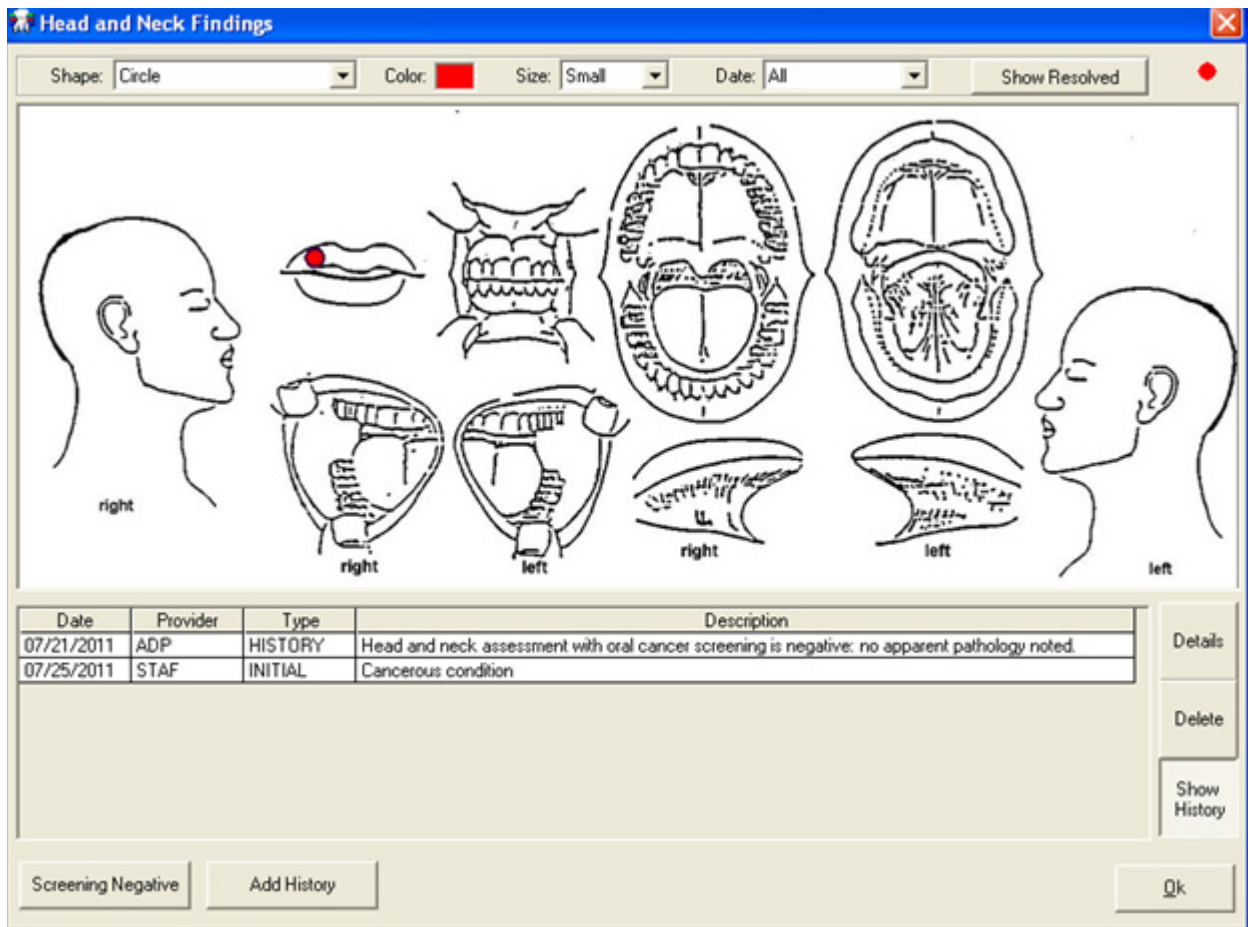 Head and Neck Findings
Shape: Circle Color: Size: Small Date: All Show Resolved
right
right
left
right
left
left
Date Provider Type Description
07/21/2011 ADP HISTORY Head and neck assessment with oral cancer screening is negative: no apparent pathology noted.
07/25/2011 STAF INITIAL Cancerous condition
Details
Delete
Show
History
Screening Negative Add History Ok